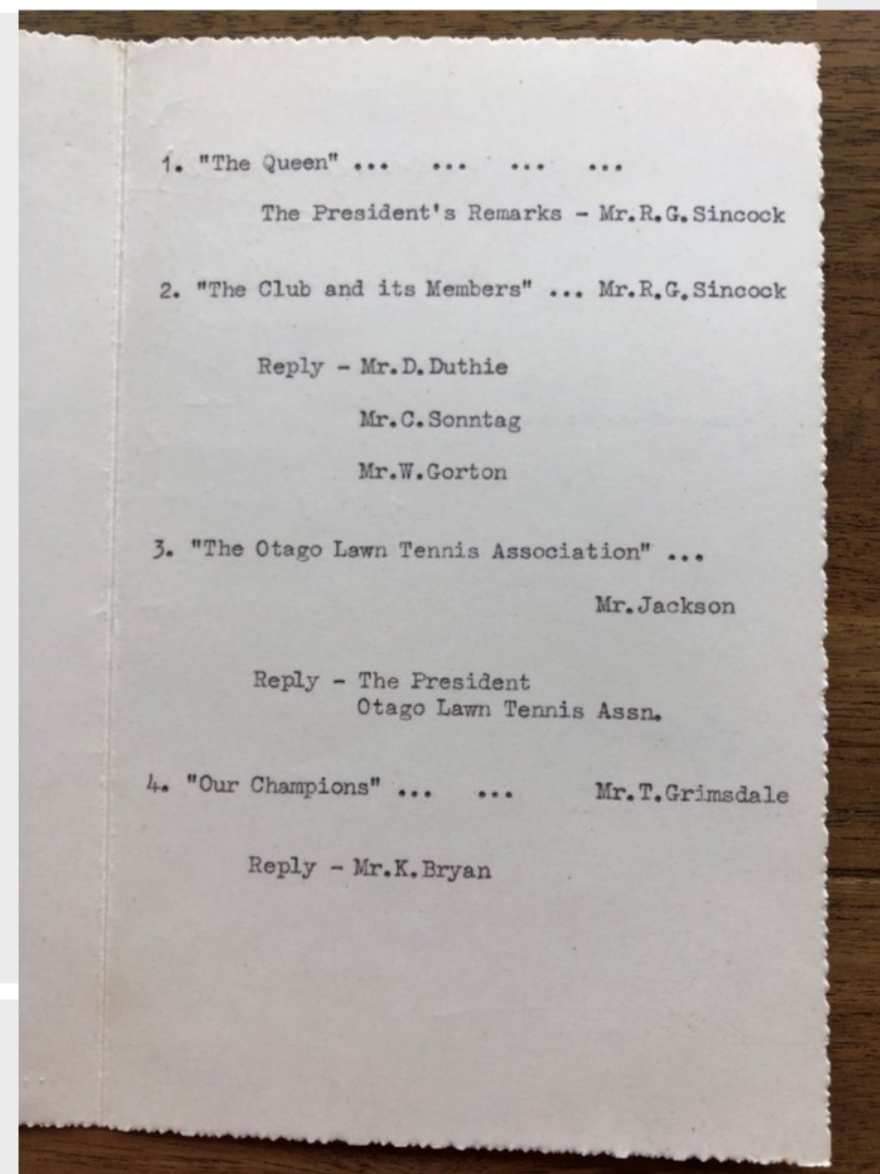 1. "The Queen" ... ... ... ...
The President's Remarks - Mr.R.G.Sincock
2. "The Club and its Members" ... Mr.R.G.Sincock
Reply - Mr.D.Duthie
Mr.C.Sonntag
Mr.W.Gorton
3. "The Otago Lawn Tennis Association" ...
Mr.Jackson
Reply - The President
Otago Lawn Tennis Assn.
4. "Our Champions" ... ... Mr.T.Grimsdale
Reply - Mr.K.Bryan